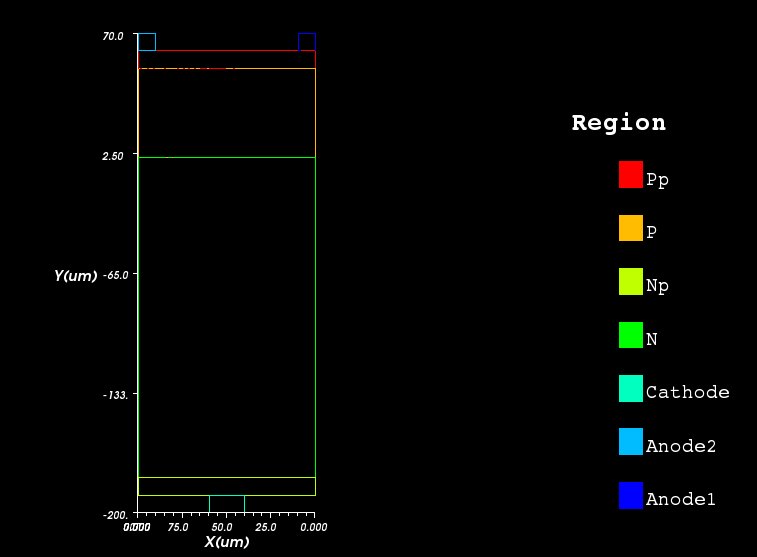 70.0
Region
2.50
Pp
P
Np
Y(um)
-65.0
N
-133.
Cathode
Anode2
Anode1
-200.
75.0
50.0
25.0
0.000
X(um)